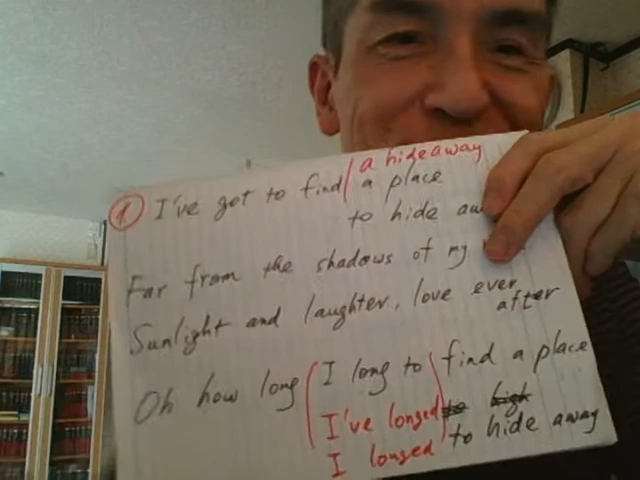 a hideaway
① I've got to find a place
to hide
Far from the shadows of my
Sunlight and laughter, love ever
after
Oh how long I long to find a place
I've longed to high
I longed to hide away